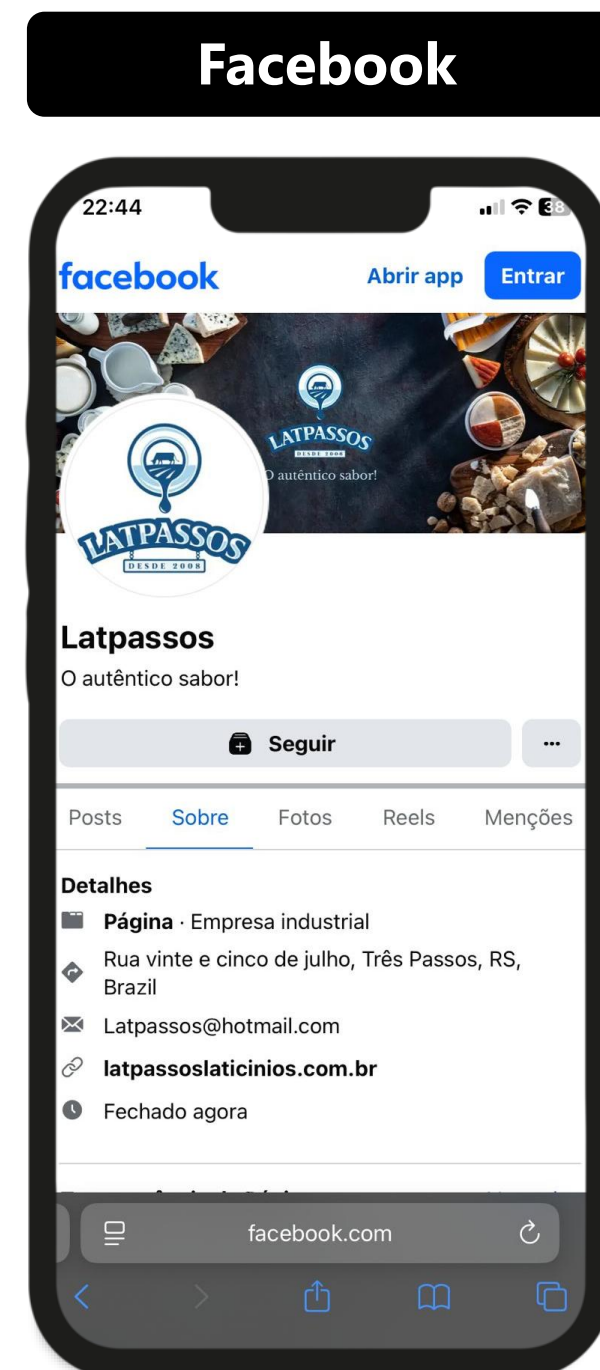 Facebook
22:44
38
facebook
Abrir app
Entrar
LATPASSOS
DESDE 2008
O autêntico sabor!
LATPASSOS
DESDE 2008
Latpassos
O autêntico sabor!
Seguir
Posts Sobre Fotos Reels Menções
Detalhes
Página · Empresa industrial
Rua vinte e cinco de julho, Três Passos, RS,
Brazil
Latpassos@hotmail.com
latpassoslaticinios.com.br
Fechado agora
facebook.com